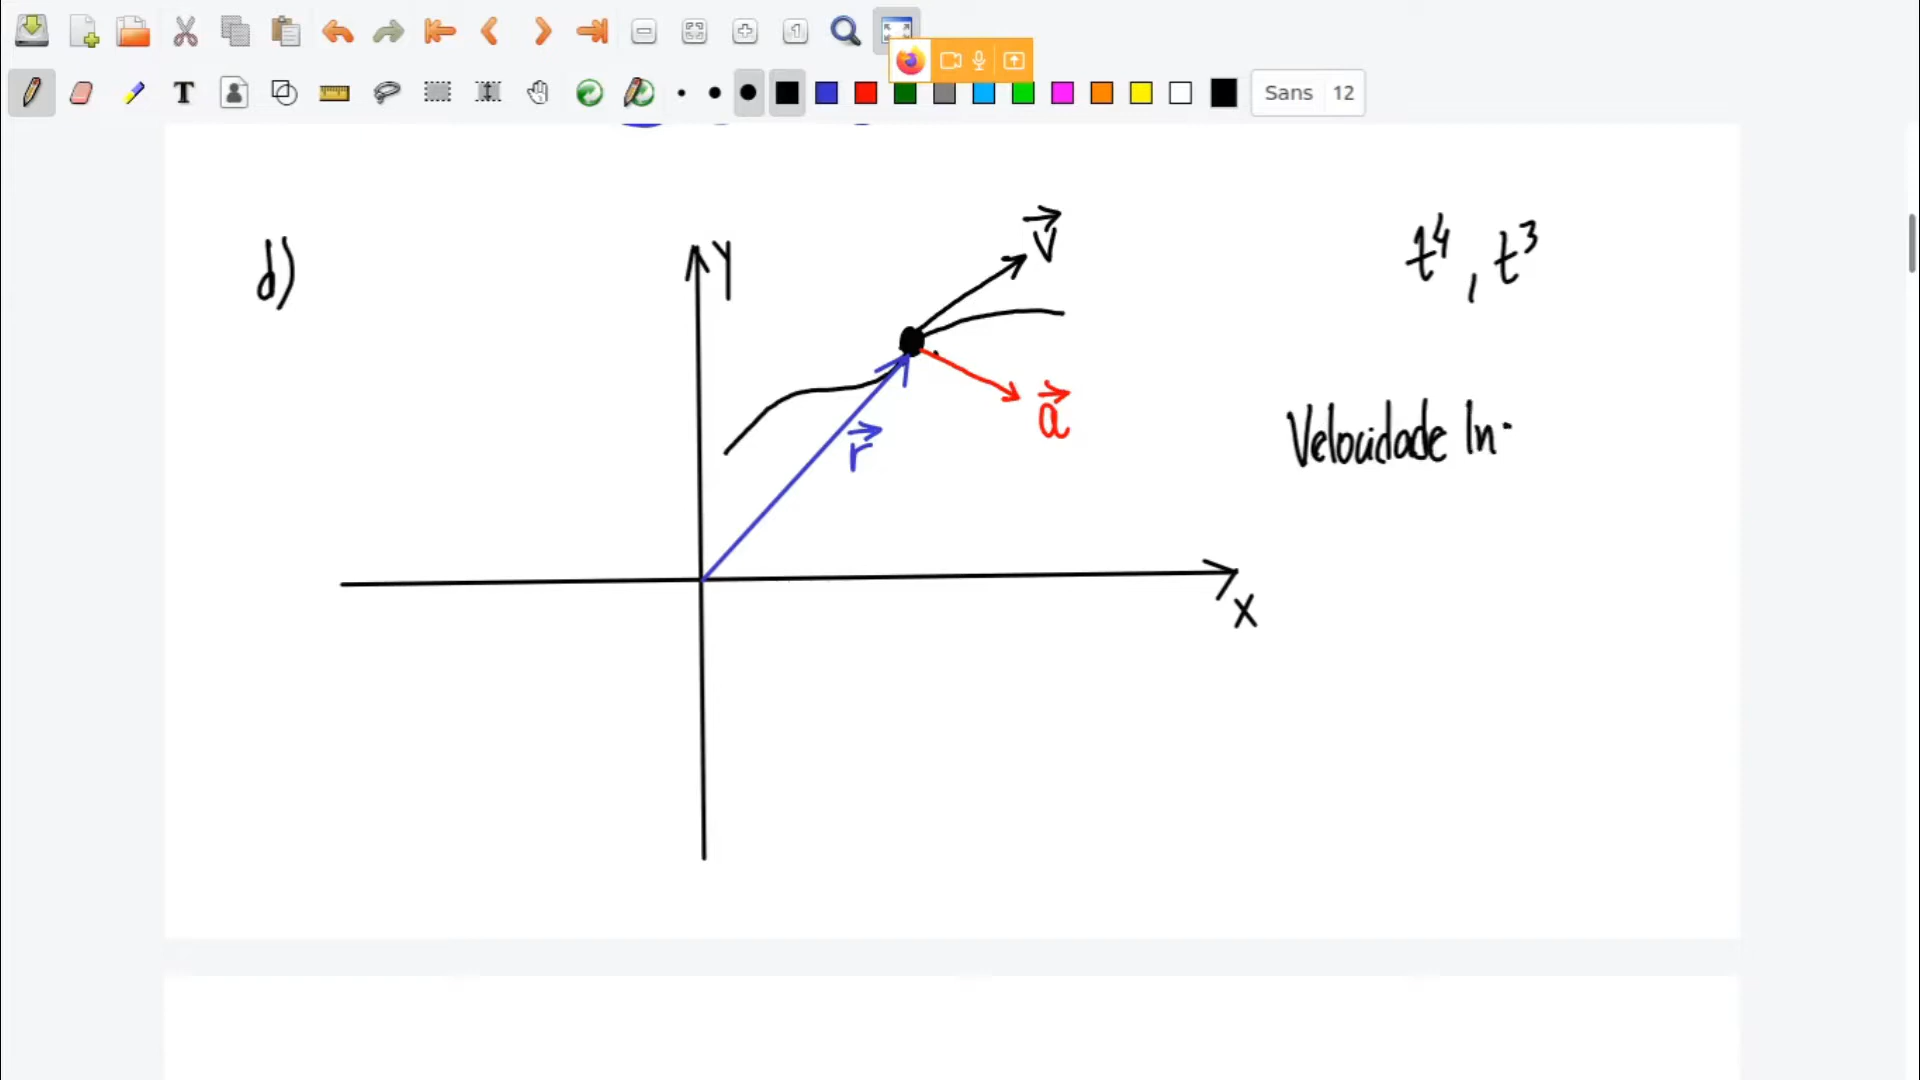 Sans 12
d)
Y
v
t⁴, t³
a
Velocidade In
r
X